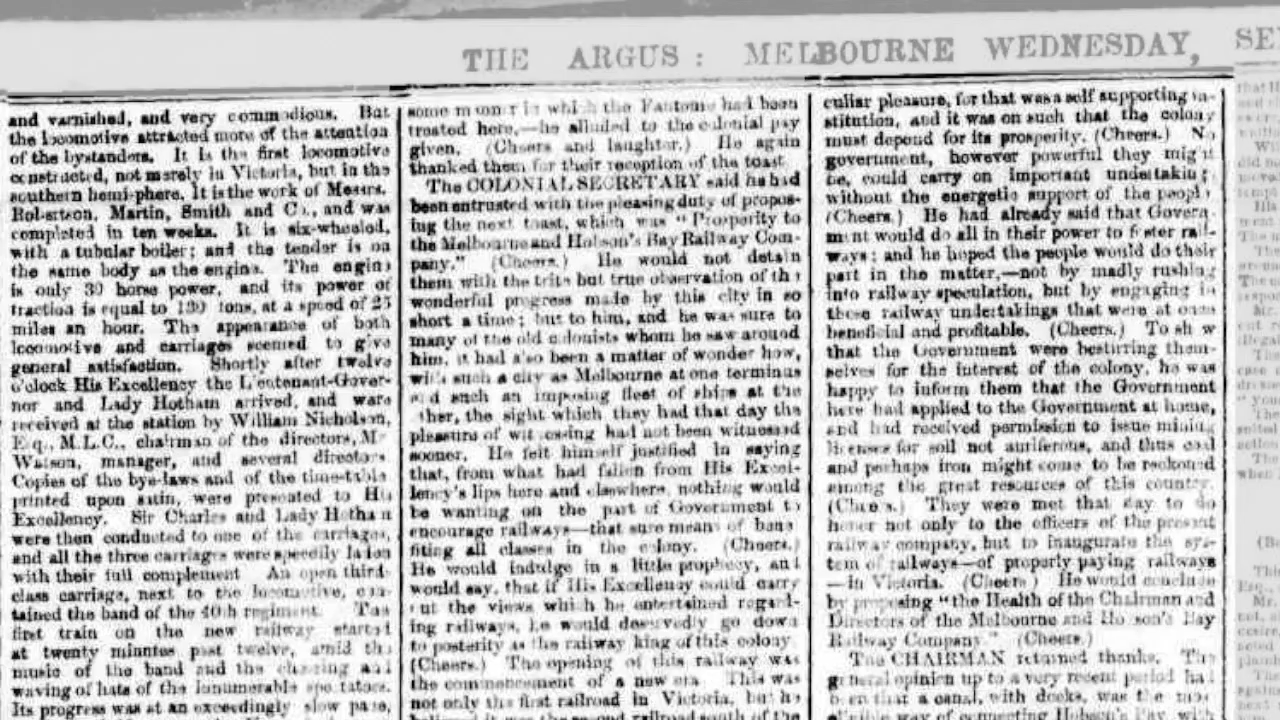 THE ARGUS: MELBOURNE WEDNESDAY,
and varnished, and very commodious. But
the locomotive attracted more of the attention
of the bystanders. It is the first locomotive
constructed, not merely in Victoria, but in the
southern hemi-phere. It is the work of Messrs.
Robertson, Martin, Smith and Co., and was
completed in ten weeks. It is six-wheeled,
with a tubular boiler; and the tender is on
the same body as the engine. The engine
is only 30 horse power, and its power of
traction is equal to 130 tons, at a speed of 25
miles an hour. The appearance of both
locomotive and carriages seemed to give
general satisfaction. Shortly after twelve
o'clock His Excellency the Lieutenant-Gover-
nor and Lady Hotham arrived, and were
received at the station by William Nicholson,
Esq., M.L.C., chairman of the directors, Mr
Watson, manager, and several directors
Copies of the bye-laws and of the time-table
printed upon satin, were presented to His
Excellency. Sir Charles and Lady Hotham
were then conducted to one of the carriages,
and all the three carriages were speedily laden
with their full complement An open third-
class carriage, next to the locomotive, con-
tained the band of the 40th regiment. The
first train on the new railway started
at twenty minutes past twelve, amid the
music of the band and the cheering and
waving of hats of the innumerable spectators.
Its progress was at an exceedingly slow pace,
some manner in which the Fantome had been
treated here,—he alluded to the colonial pay
given. (Cheers and laughter.) He again
thanked them for their reception of the toast
The COLONIAL SECRETARY said he had
been entrusted with the pleasing duty of propos-
ing the next toast, which was "Prosperity to
the Melbourne and Hobson's Bay Railway Com-
pany." (Cheers.) He would not detain
them with the trite but true observation of the
wonderful progress made by this city in so
short a time; but to him, and he was sure to
many of the old colonists whom he saw around
him, it had also been a matter of wonder how,
with such a city as Melbourne at one terminus
and such an imposing fleet of ships at the
other, the sight which they had that day the
pleasure of witnessing had not been witnessed
sooner. He felt himself justified in saying
that, from what had fallen from His Excel-
lency's lips here and elsewhere, nothing would
be wanting on the part of Government to
encourage railways—that sure means of bene
fiting all classes in the colony. (Cheers.)
He would indulge in a little prophecy, and
would say, that if His Excellency could carry
out the views which he entertained regard-
ing railways, he would deservedly go down
to posterity as the railway king of this colony
(Cheers.) The opening of this railway was
the commencement of a new era This was
not only the first railroad in Victoria, but he
believed it was the second railroad south of the
culiar pleasure, for that was a self supporting in-
stitution, and it was on such that the colony
must depend for its prosperity. (Cheers.) No
government, however powerful they might
be, could carry on important undertaking
without the energetic support of the people
(Cheers.) He had already said that Govern-
ment would do all in their power to foster rail-
ways; and he hoped the people would do their
part in the matter,—not by madly rushing
into railway speculation, but by engaging in
those railway undertakings that were at once
beneficial and profitable. (Cheers.) To show
that the Government were bestirring them-
selves for the interest of the colony, he was
happy to inform them that the Government
here had applied to the Government at home,
and had received permission to issue mining
licenses for soil not auriferous, and thus coal
and perhaps iron might come to be reckoned
among the great resources of this country.
(Cheers.) They were met that day to do
honor not only to the officers of the present
railway company, but to inaugurate the sys-
tem of railways—of properly paying railways
—in Victoria. (Cheers) He would conclude
by proposing "the Health of the Chairman and
Directors of the Melbourne and Hobson's Bay
Railway Company." (Cheers.)
The CHAIRMAN returned thanks. The
general opinion up to a very recent period had
been that a canal, with docks, was the most
way of connecting Hobson's Bay with